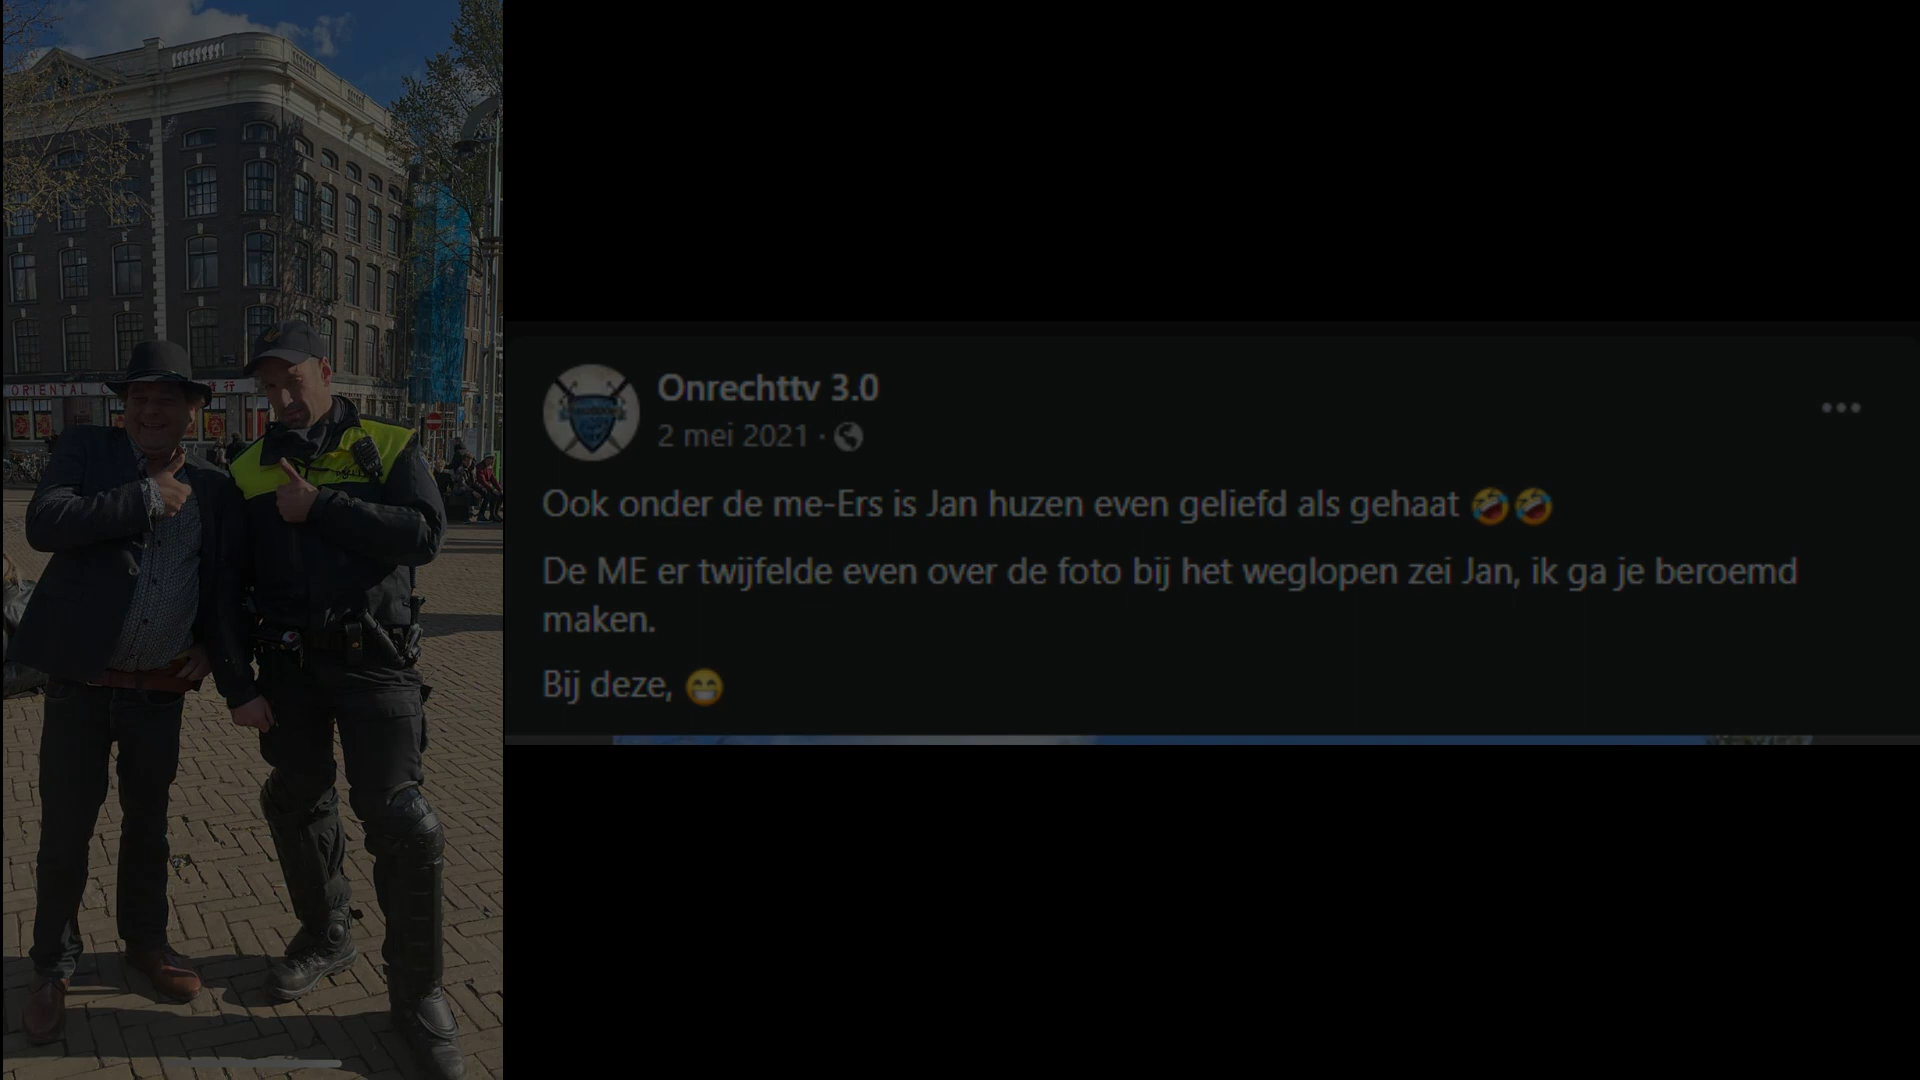 ORIENTAL
Onrechttv 3.0
2 mei 2021 ·
Ook onder de me-Ers is Jan huzen even geliefd als gehaat 🤣🤣
De ME er twijfelde even over de foto bij het weglopen zei Jan, ik ga je beroemd
maken.
Bij deze, 😁